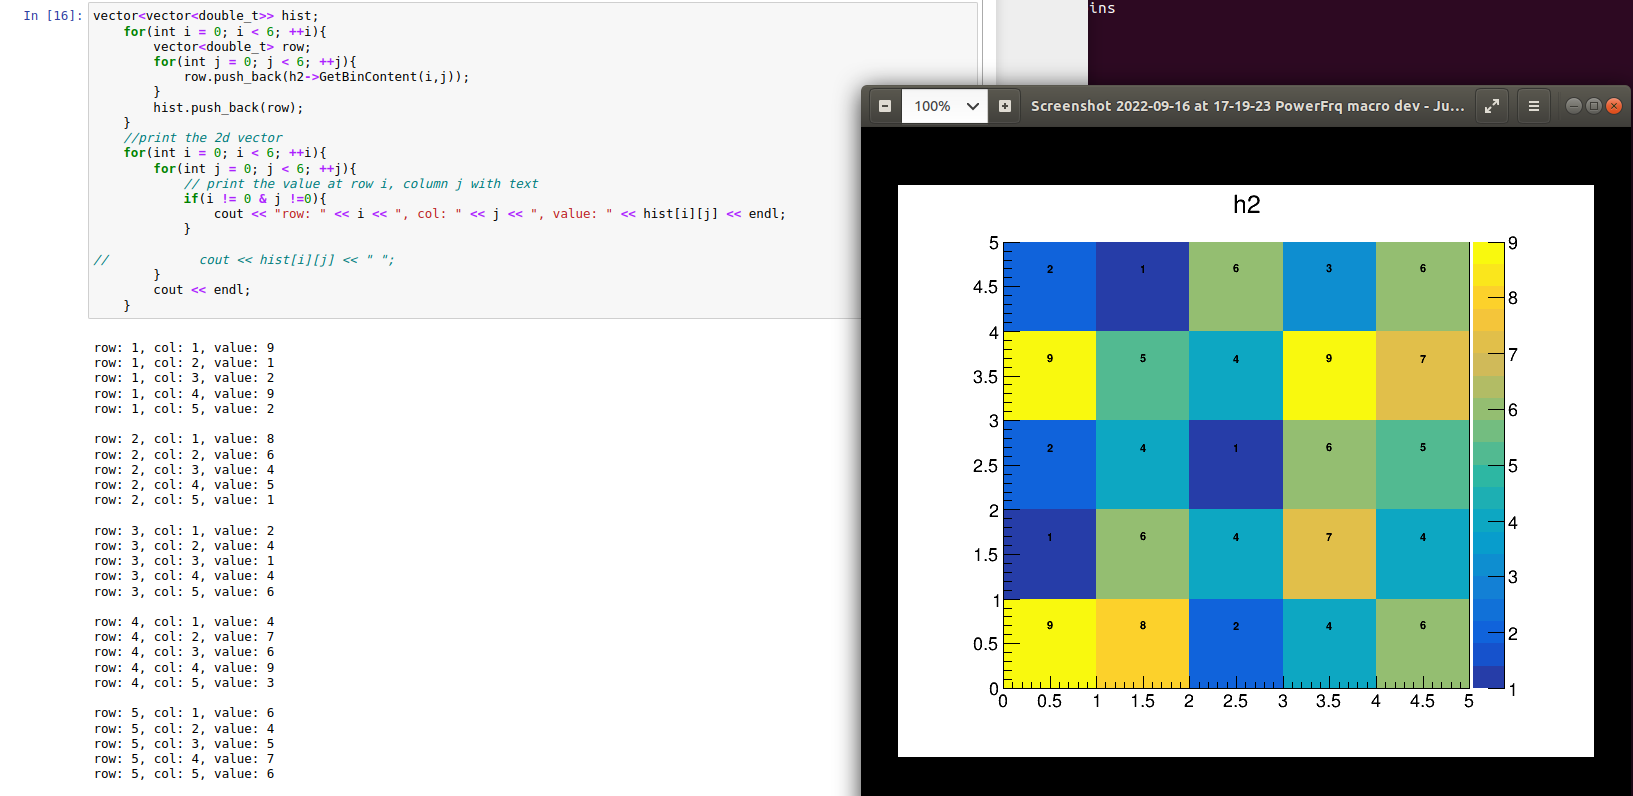 In [16]:
vector<vector<double_t>> hist;
for(int i = 0; i < 6; ++i){
vector<double_t> row;
for(int j = 0; j < 6; ++j){
row.push_back(h2->GetBinContent(i,j));
}
hist.push_back(row);
}
//print the 2d vector
for(int i = 0; i < 6; ++i){
for(int j = 0; j < 6; ++j){
// print the value at row i, column j with text
if(i != 0 & j !=0){
cout << "row: " << i << ", col: " << j << ", value: " << hist[i][j] << endl;
}
// cout << hist[i][j] << " ";
}
cout << endl;
}
row: 1, col: 1, value: 9
row: 1, col: 2, value: 1
row: 1, col: 3, value: 2
row: 1, col: 4, value: 9
row: 1, col: 5, value: 2
row: 2, col: 1, value: 8
row: 2, col: 2, value: 6
row: 2, col: 3, value: 4
row: 2, col: 4, value: 5
row: 2, col: 5, value: 1
row: 3, col: 1, value: 2
row: 3, col: 2, value: 4
row: 3, col: 3, value: 1
row: 3, col: 4, value: 4
row: 3, col: 5, value: 6
row: 4, col: 1, value: 4
row: 4, col: 2, value: 7
row: 4, col: 3, value: 6
row: 4, col: 4, value: 9
row: 4, col: 5, value: 3
row: 5, col: 1, value: 6
row: 5, col: 2, value: 4
row: 5, col: 3, value: 5
row: 5, col: 4, value: 7
row: 5, col: 5, value: 6
ins
100% Screenshot 2022-09-16 at 17-19-23 PowerFrq macro dev - Ju...
h2
5 9
2 1 6 3 6
4.5
8
4
9 5 4 9 7
7
3.5
6
3
2 4 1 6 5
2.5 5
2
4
1 6 4 7 4
1.5
3
1
9 8 2 4 6
2
0.5
0 1
0 0.5 1 1.5 2 2.5 3 3.5 4 4.5 5